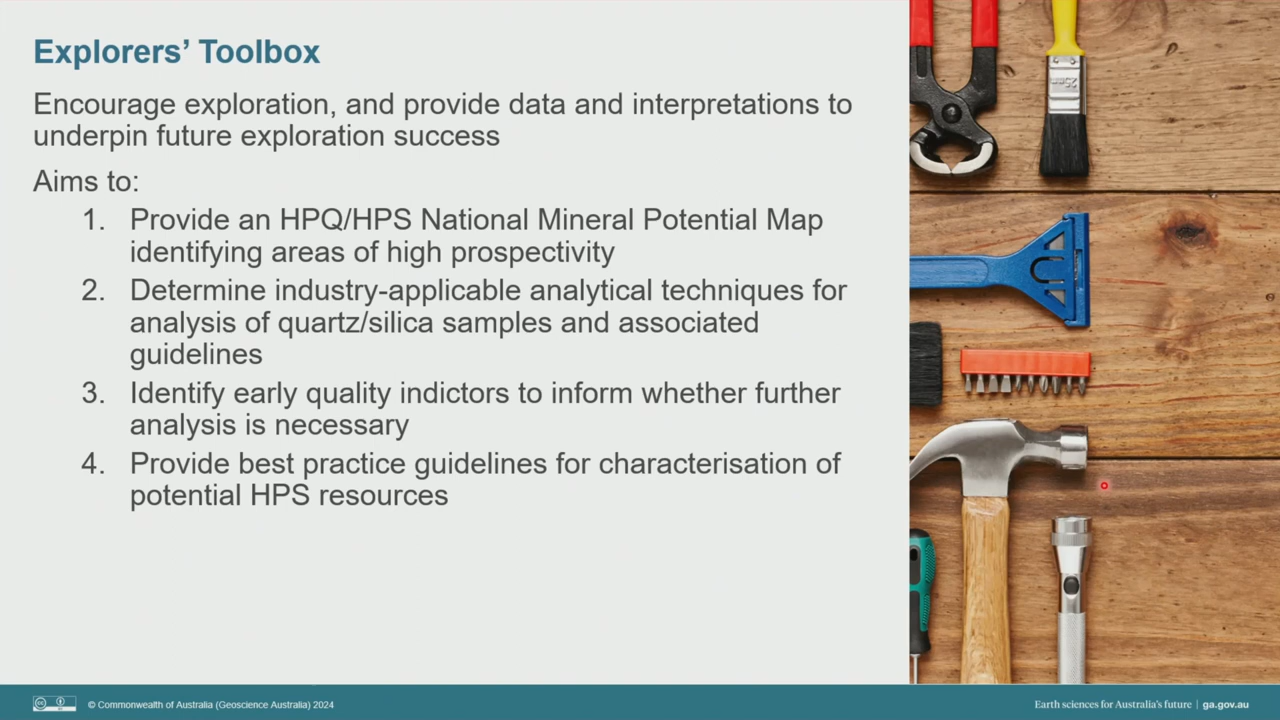 Explorers’ Toolbox
Encourage exploration, and provide data and interpretations to
underpin future exploration success
Aims to:
1. Provide an HPQ/HPS National Mineral Potential Map
identifying areas of high prospectivity
2. Determine industry-applicable analytical techniques for
analysis of quartz/silica samples and associated
guidelines
3. Identify early quality indictors to inform whether further
analysis is necessary
4. Provide best practice guidelines for characterisation of
potential HPS resources
© Commonwealth of Australia (Geoscience Australia) 2024
Earth sciences for Australia’s future | ga.gov.au